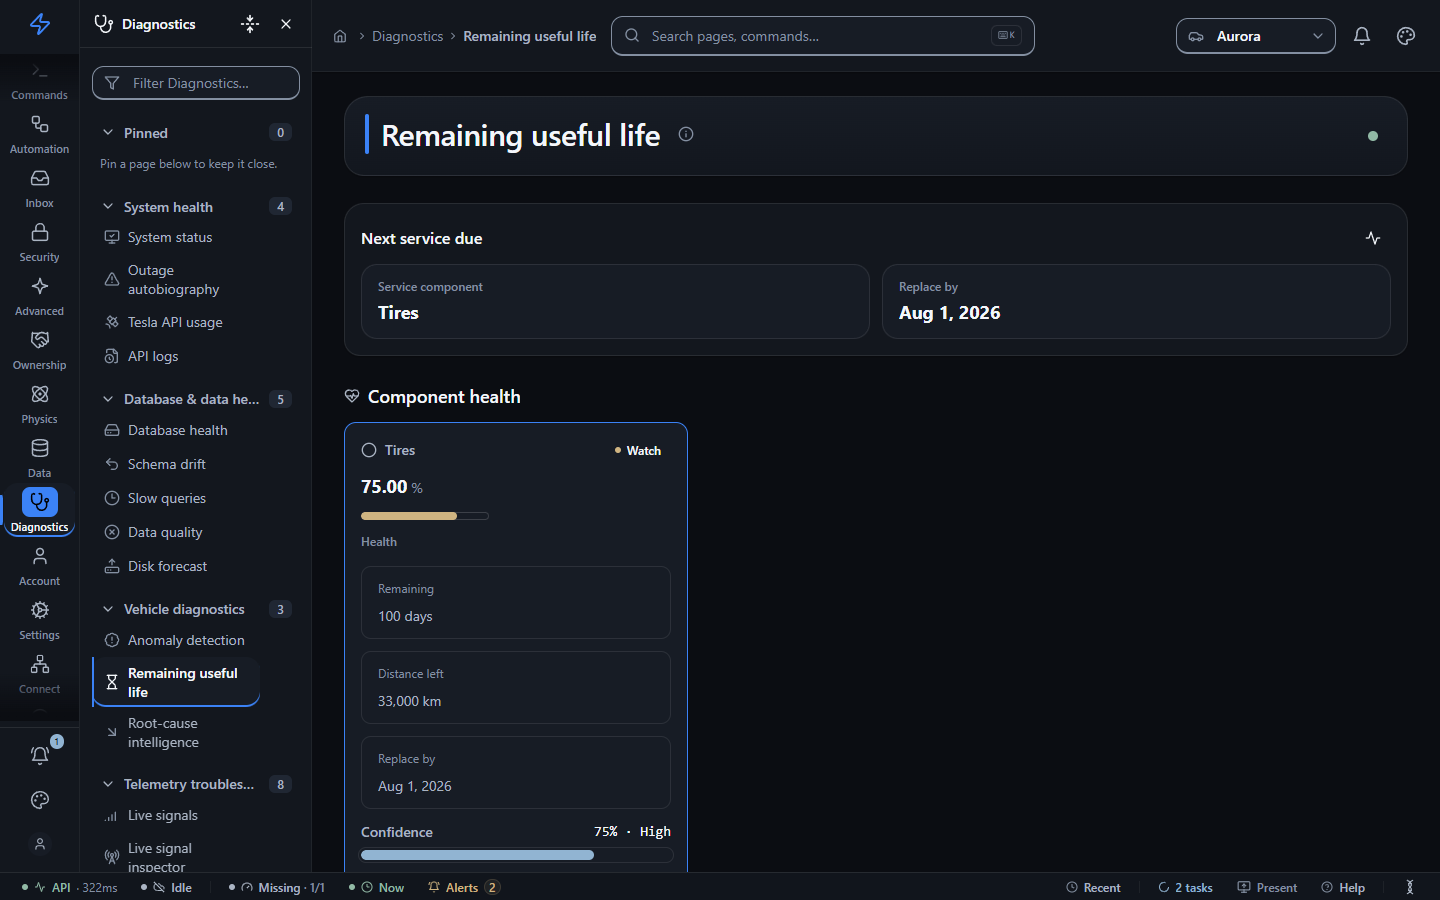 Diagnostics
Commands
Automation
Inbox
Security
Advanced
Ownership
Physics
Data
Diagnostics
Account
Settings
Connect
1
Filter Diagnostics...
Pinned 0
Pin a page below to keep it close.
System health 4
System status
Outage
autobiography
Tesla API usage
API logs
Database & data he... 5
Database health
Schema drift
Slow queries
Data quality
Disk forecast
Vehicle diagnostics 3
Anomaly detection
Remaining useful
life
Root-cause
intelligence
Telemetry troubles... 8
Live signals
Live signal
inspector
Diagnostics > Remaining useful life
Search pages, commands...
K
Aurora
Remaining useful life
Next service due
Service component
Tires
Replace by
Aug 1, 2026
Component health
Tires
Watch
75.00 %
Health
Remaining
100 days
Distance left
33,000 km
Replace by
Aug 1, 2026
Confidence 75% · High
API · 322ms
Idle
Missing · 1/1
Now
Alerts 2
Recent
2 tasks
Present
Help